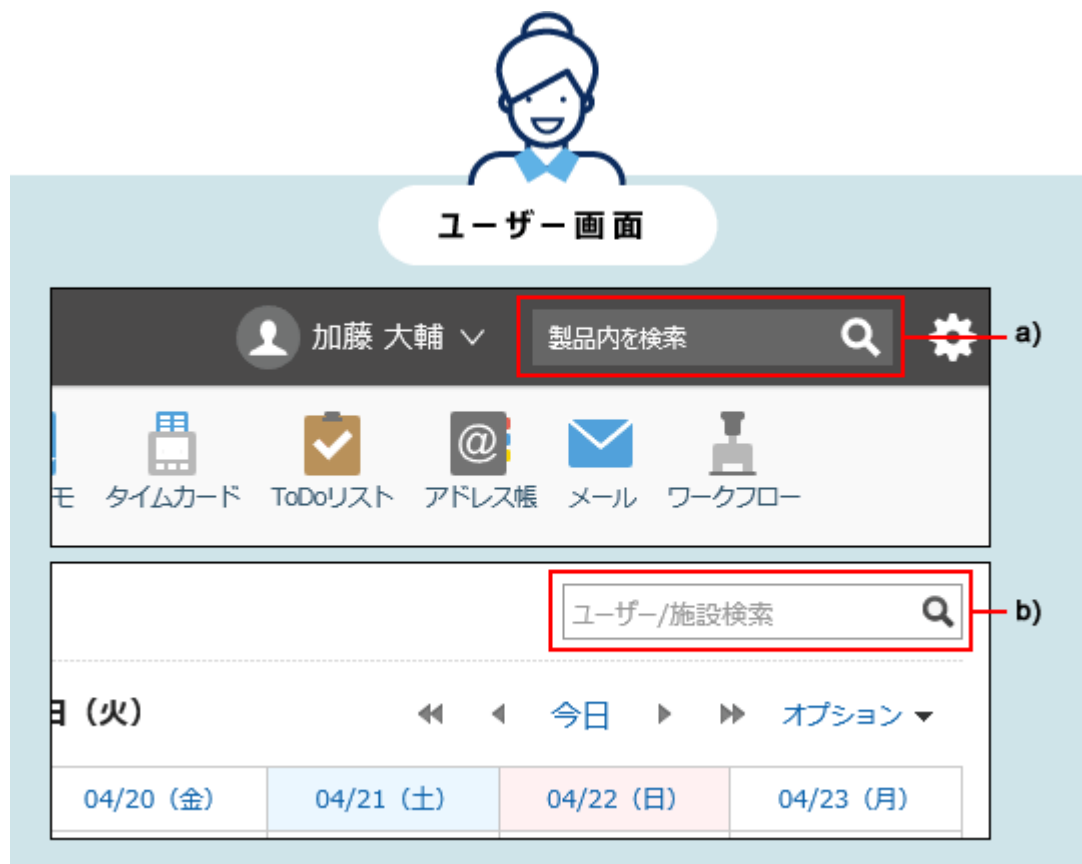 ユーザー画面
加藤 大輔
製品内を検索
a)
モ タイムカード ToDoリスト アドレス帳 メール ワークフロー
ユーザー/施設検索
b)
日（火） 今日 オプション
04/20（金） 04/21（土） 04/22（日） 04/23（月）